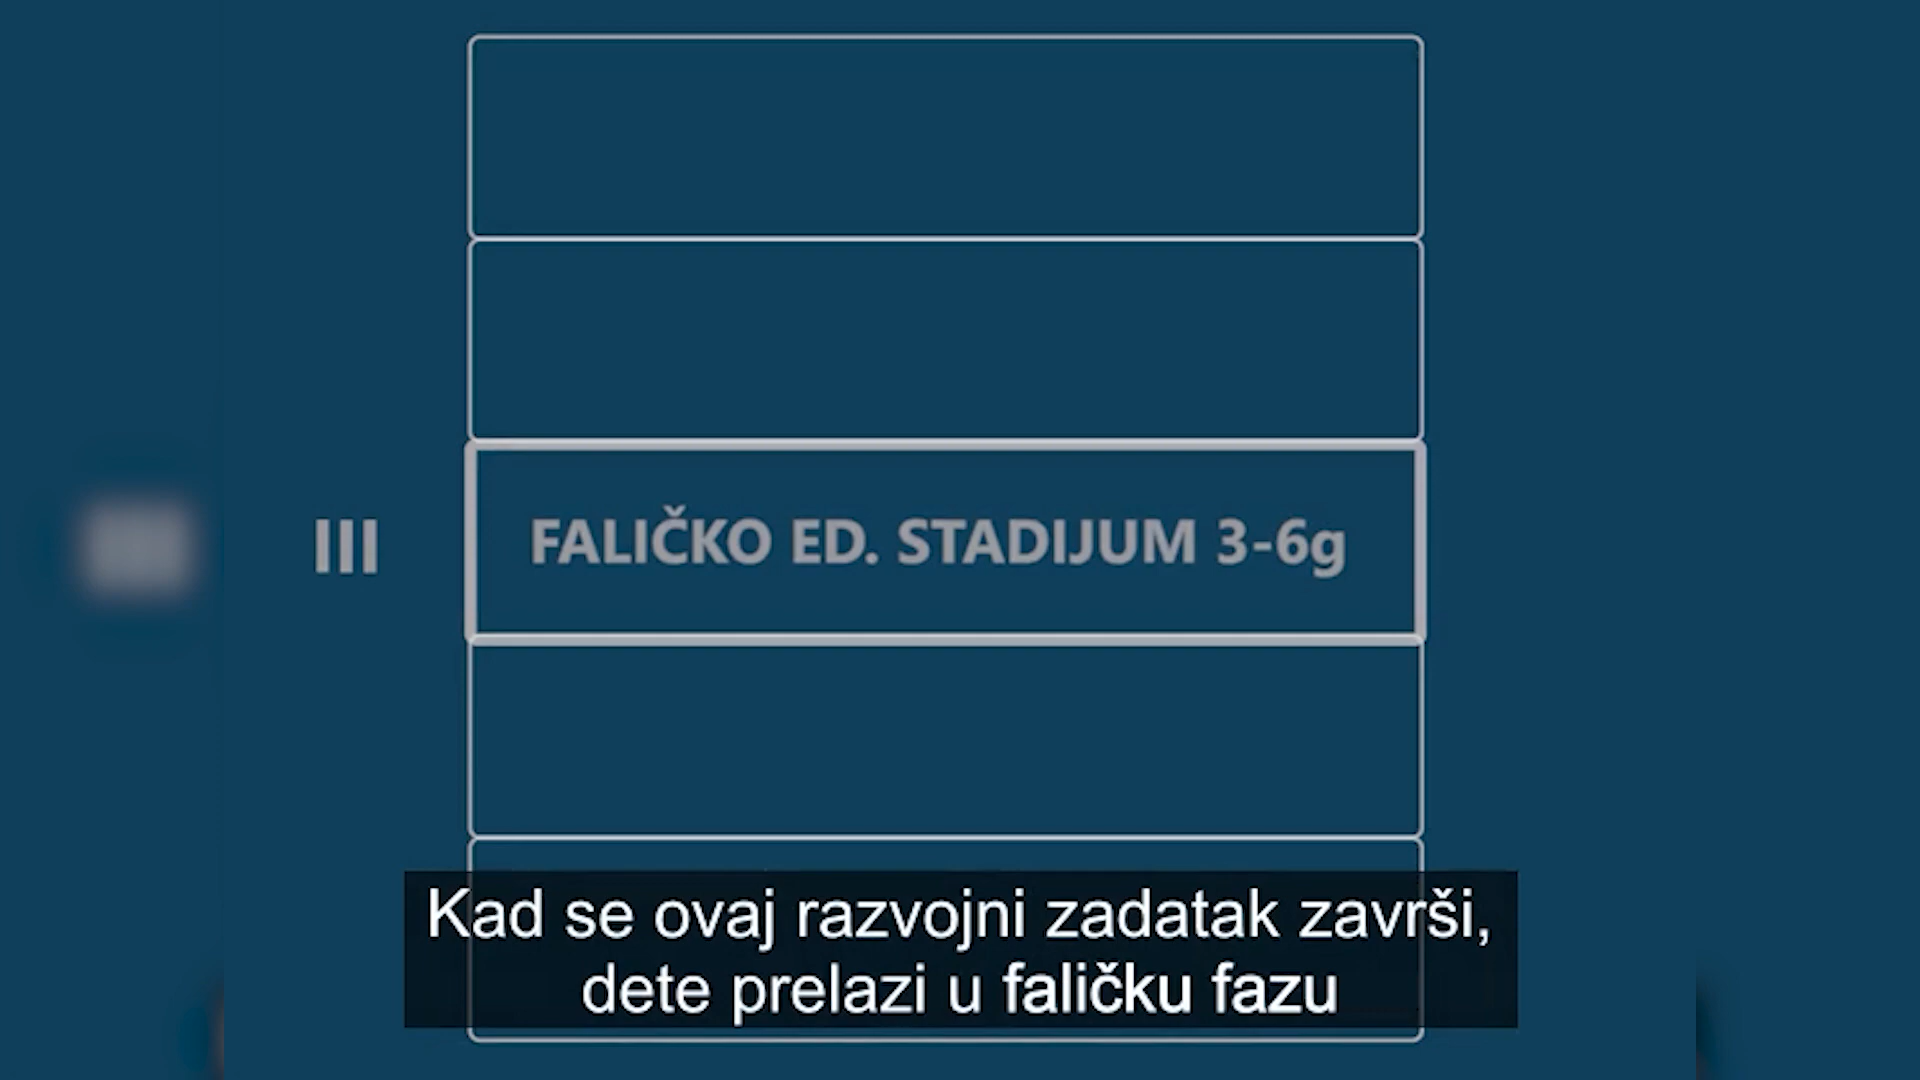 III
FALIČKO ED. STADIJUM 3-6g
Kad se ovaj razvojni zadatak završi,
dete prelazi u faličku fazu